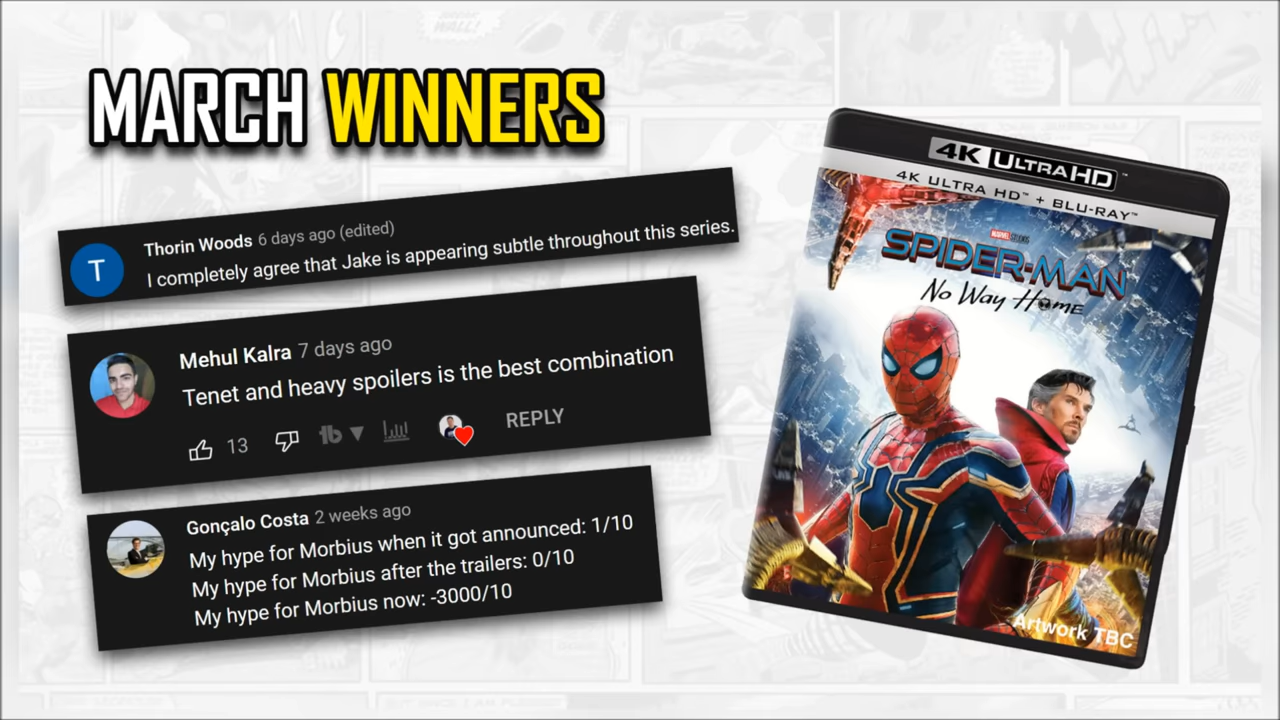 MARCH WINNERS
T
Thorin Woods 6 days ago (edited)
I completely agree that Jake is appearing subtle throughout this series.
Mehul Kalra 7 days ago
Tenet and heavy spoilers is the best combination
13
REPLY
Gonçalo Costa 2 weeks ago
My hype for Morbius when it got announced: 1/10
My hype for Morbius after the trailers: 0/10
My hype for Morbius now: -3000/10
4K ULTRA HD™
4K ULTRA HD™ + BLU-RAY™
MARVEL STUDIOS
SPIDER-MAN
No Way Home
Artwork TBC